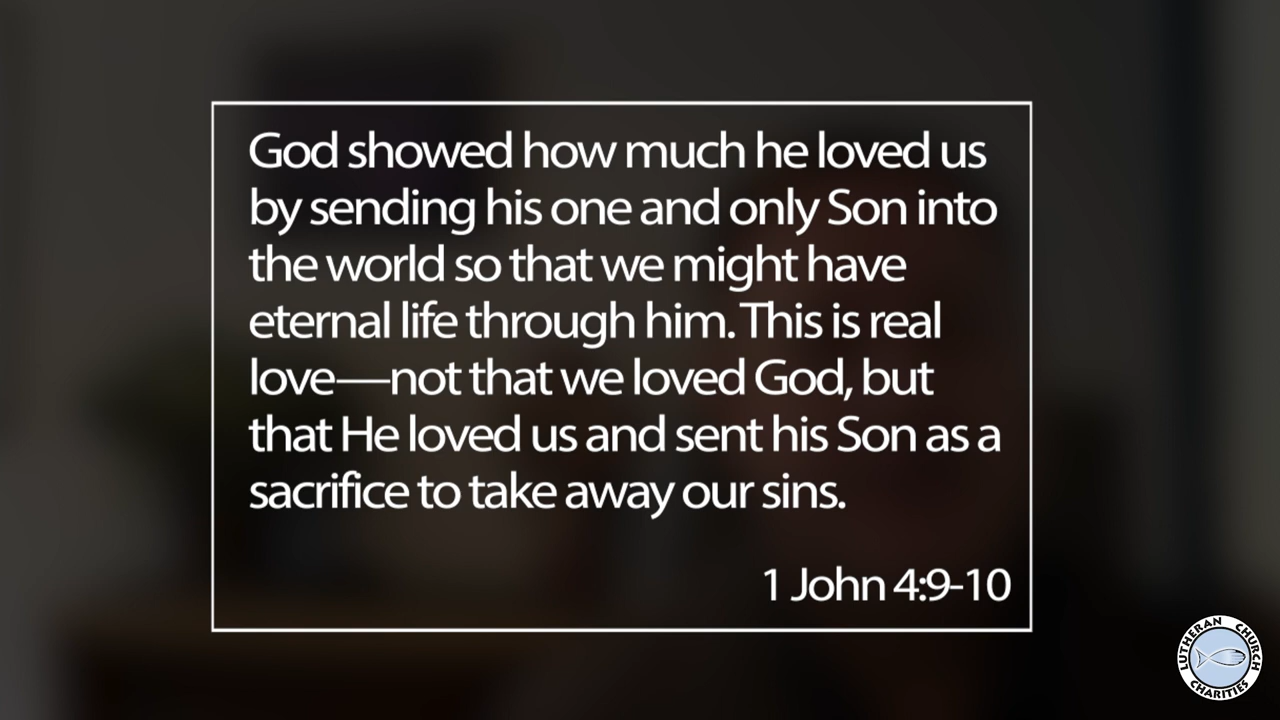 God showed how much he loved us
by sending his one and only Son into
the world so that we might have
eternal life through him. This is real
love—not that we loved God, but
that He loved us and sent his Son as a
sacrifice to take away our sins.
1 John 4:9-10
LUTHERAN CHURCH
CHARITIES